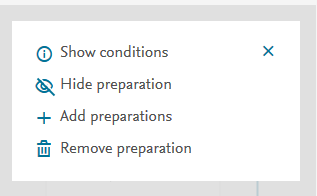 Show conditions
Hide preparation
Add preparations
Remove preparation